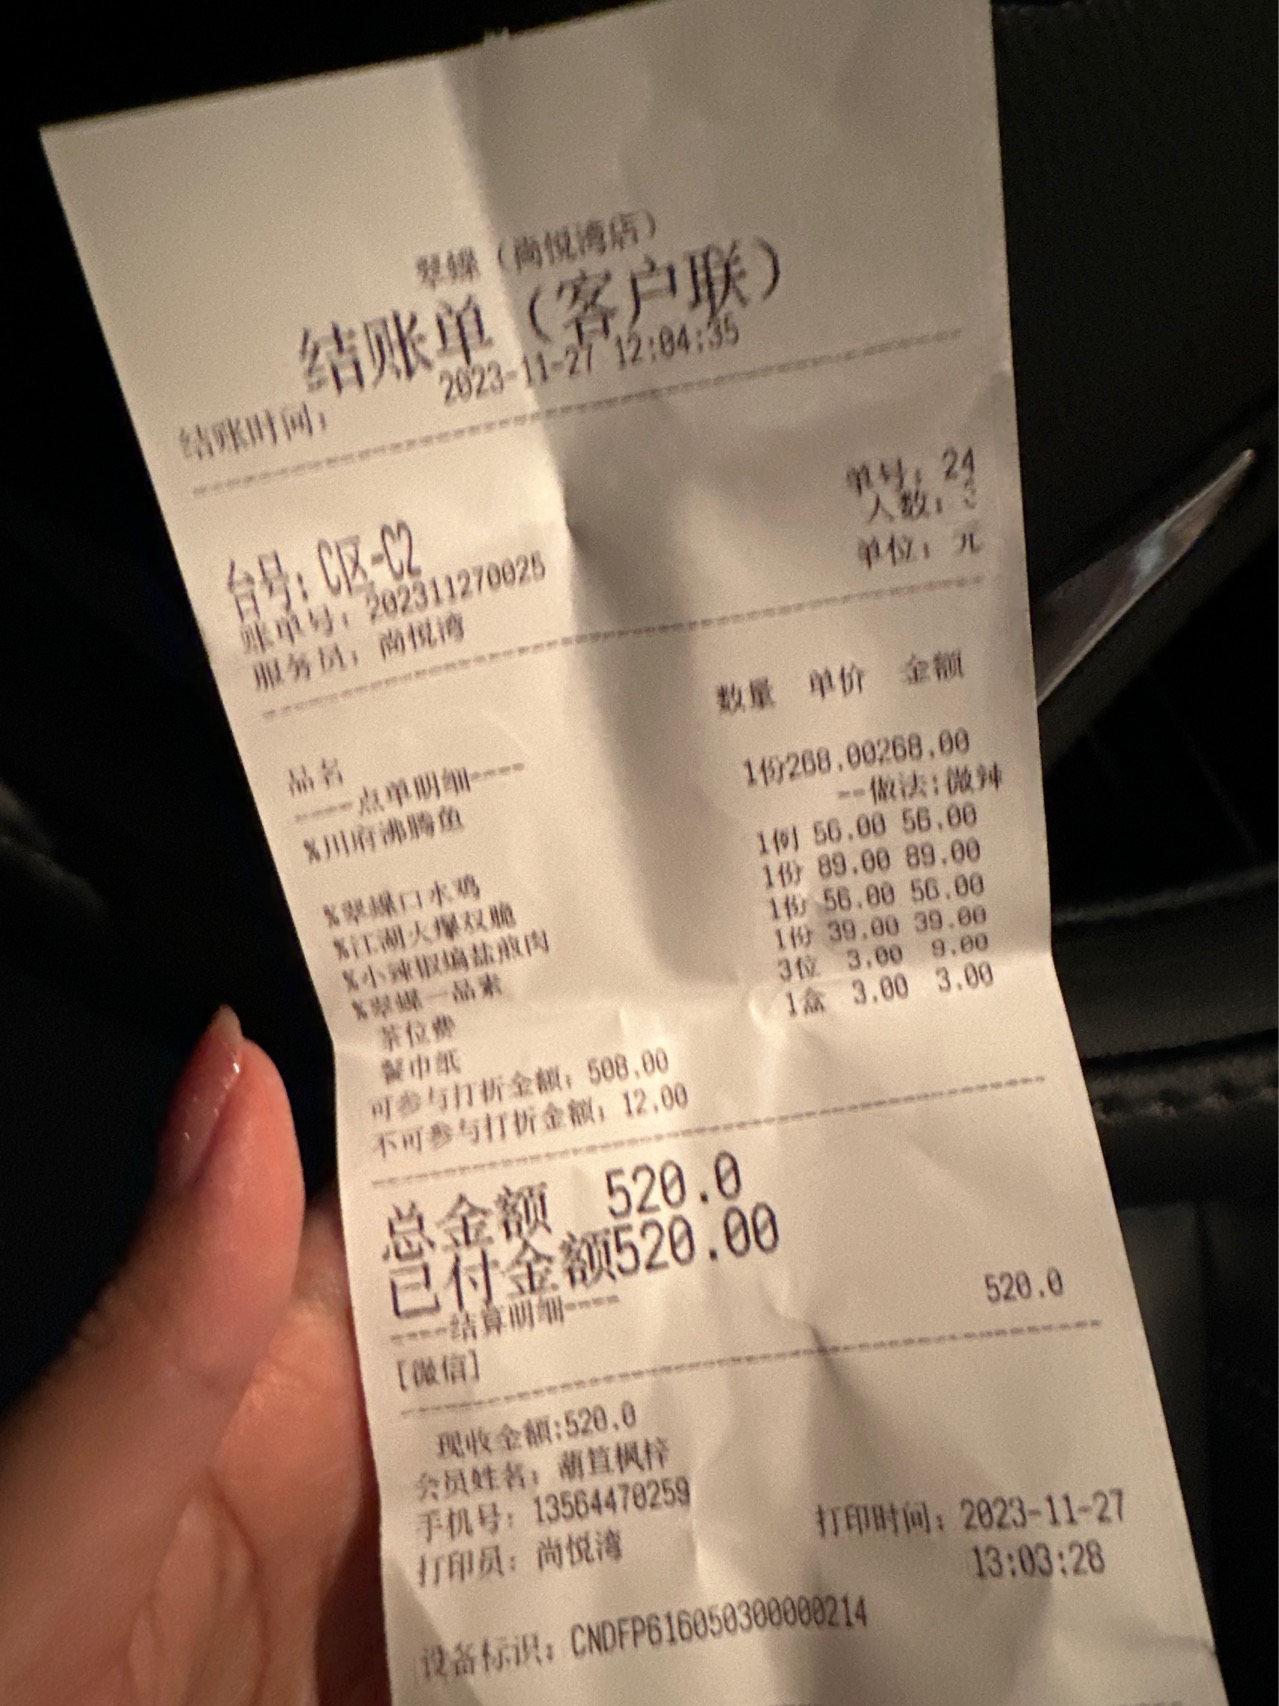 翠蝶（尚悦湾店）
结账单（客户联）
结账时间： 2023-11-27 12:04:35
单号：24
台号：C区-C2 人数：
账单号：202311270025 单位：元
服务员：尚悦湾
品名 数量 单价 金额
----点单明细----
%川府沸腾鱼 1份268.00268.00
--做法:微辣
%翠蝶口水鸡 1例 56.00 56.00
%江湖火爆双脆 1份 89.00 89.00
%小辣椒焗盐煎肉 1份 56.00 56.00
%翠蝶一品素 1份 39.00 39.00
茶位费 3位 3.00 9.00
餐巾纸 1盒 3.00 3.00
可参与打折金额：508.00
不可参与打折金额：12.00
总金额 520.0
已付金额520.00
----结算明细----
[微信] 520.0
现收金额:520.0
会员姓名：葫笪枫梓
手机号：13564470259
打印员：尚悦湾 打印时间：2023-11-27
13:03:28
设备标识：CNDFP616050300000214